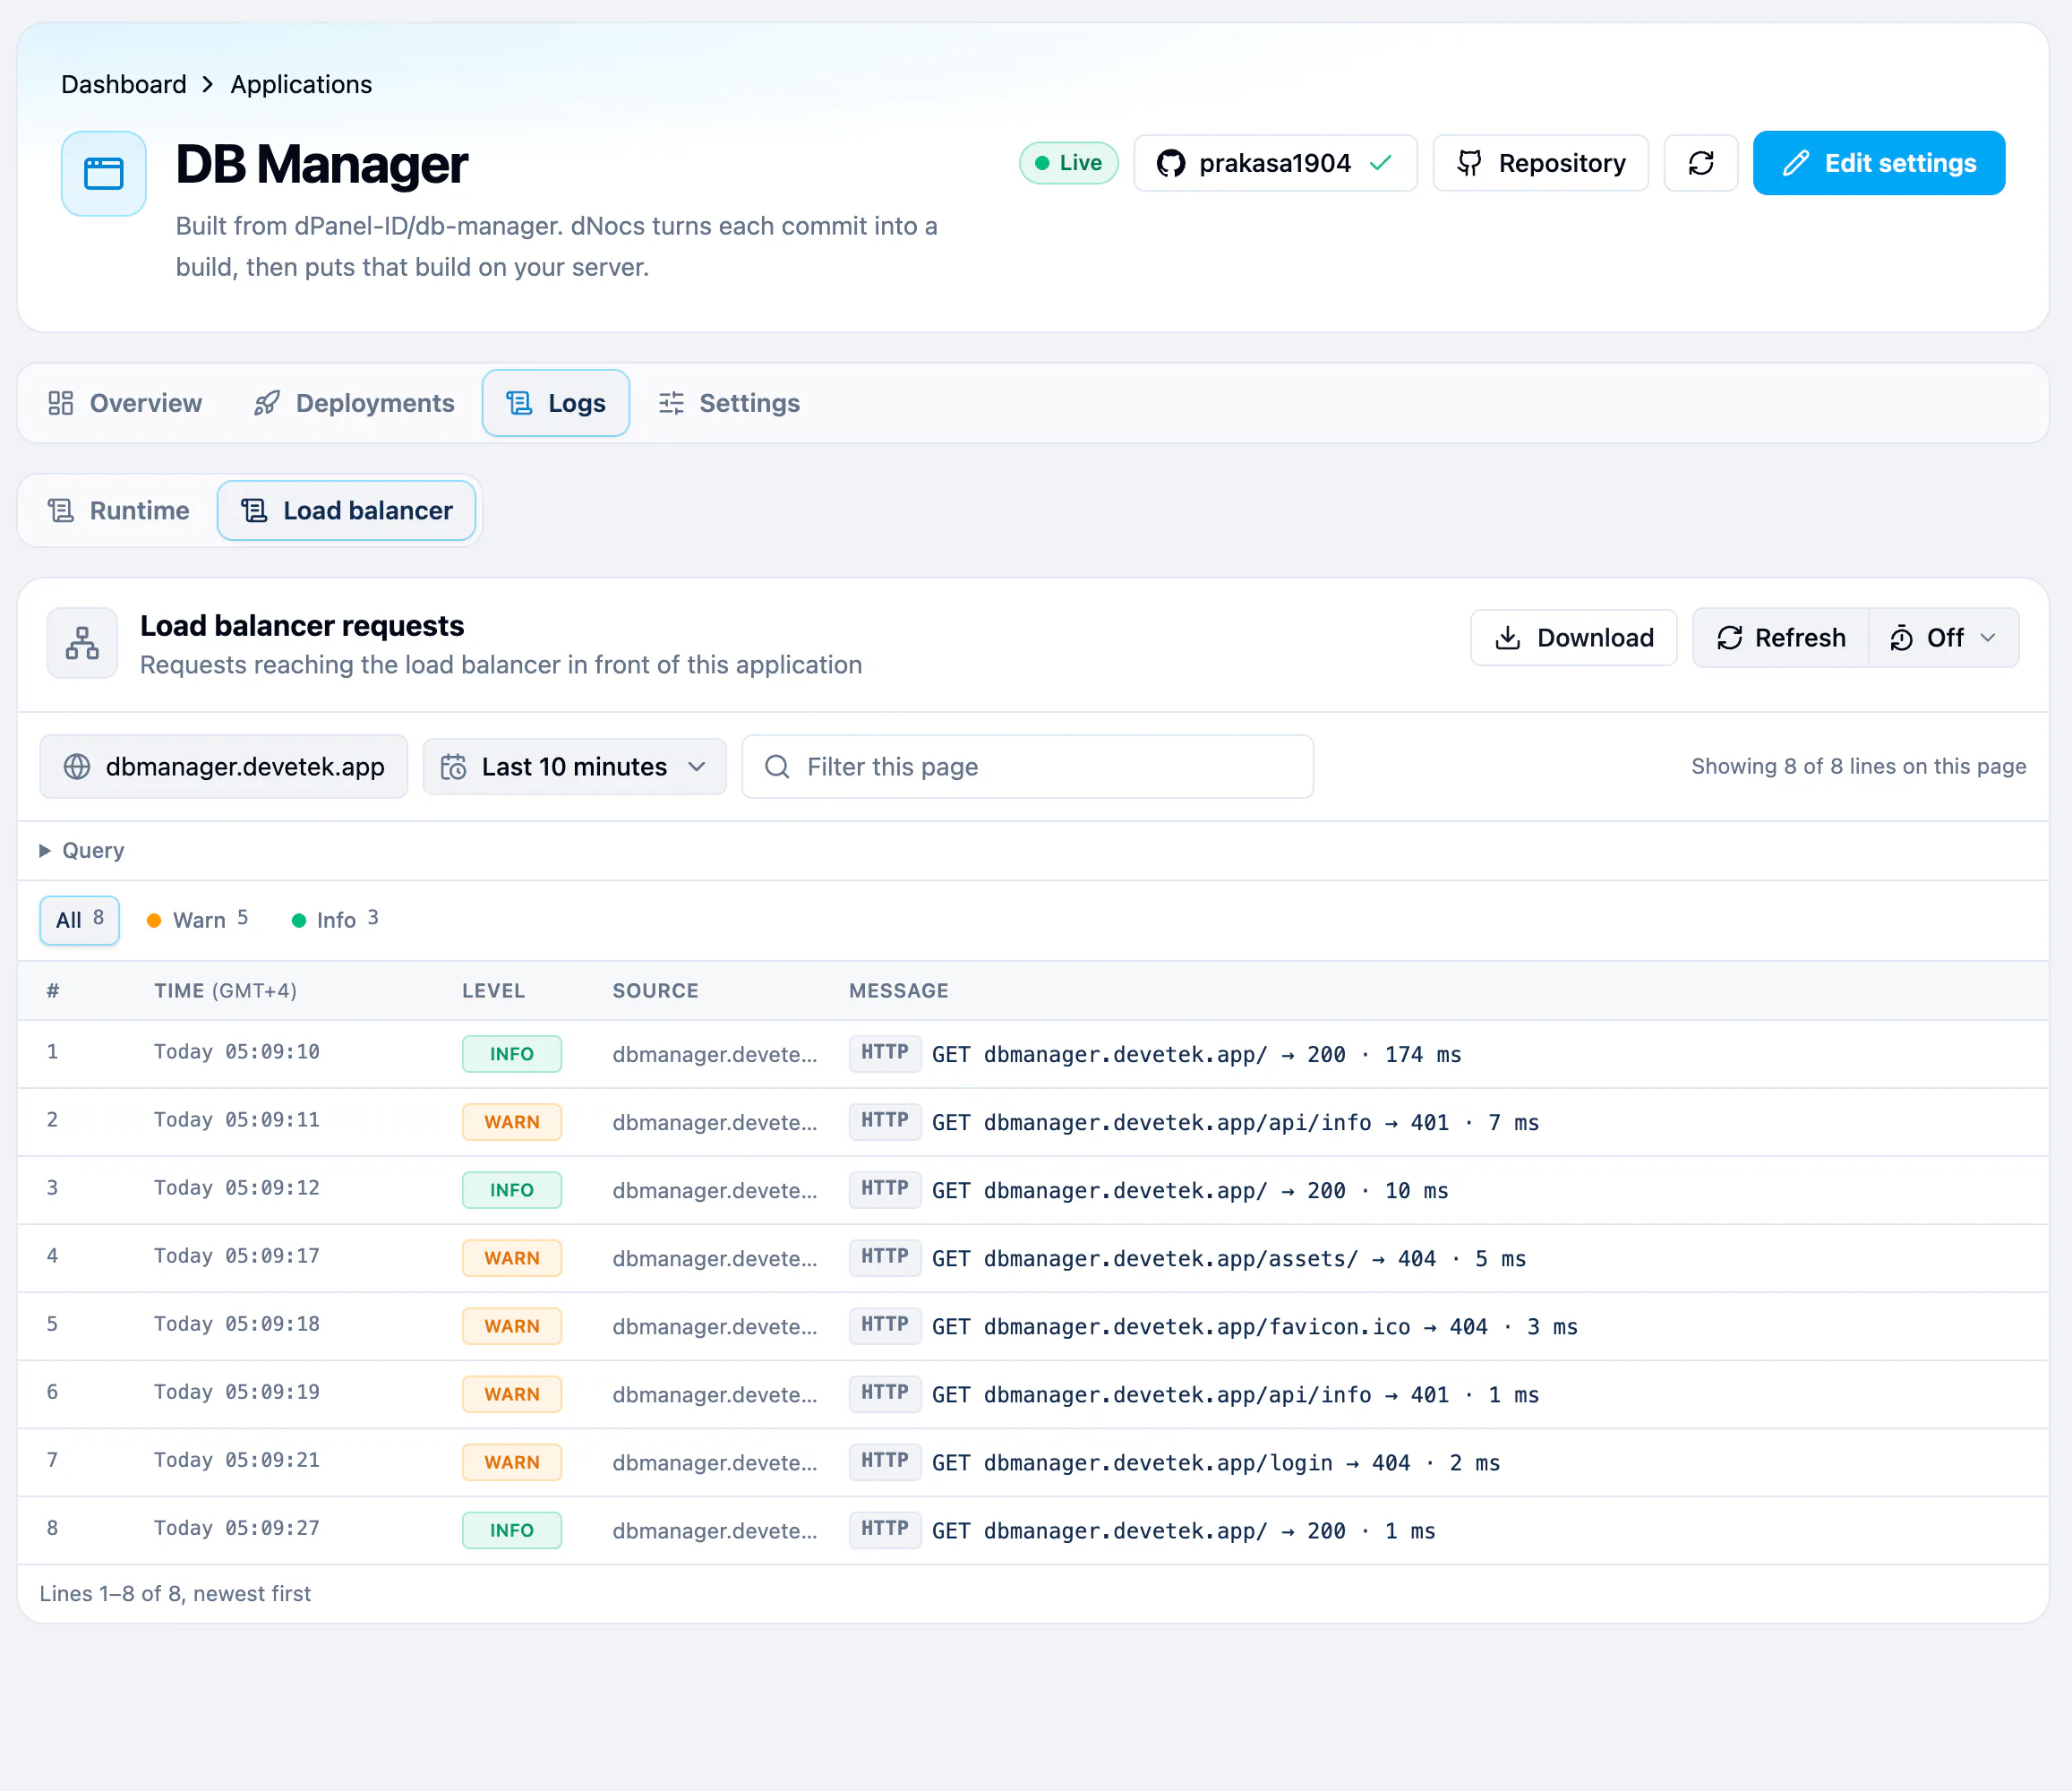 Dashboard > Applications
DB Manager
Built from dPanel-ID/db-manager. dNocs turns each commit into a
build, then puts that build on your server.
Live
prakasa1904
Repository
Edit settings
Overview
Deployments
Logs
Settings
Runtime
Load balancer
Load balancer requests
Requests reaching the load balancer in front of this application
Download
Refresh
Off
dbmanager.devetek.app
Last 10 minutes
Filter this page
Showing 8 of 8 lines on this page
Query
All 8
Warn 5
Info 3
# TIME (GMT+4) LEVEL SOURCE MESSAGE
1 Today 05:09:10 INFO dbmanager.devete... HTTP GET dbmanager.devetek.app/ → 200 · 174 ms
2 Today 05:09:11 WARN dbmanager.devete... HTTP GET dbmanager.devetek.app/api/info → 401 · 7 ms
3 Today 05:09:12 INFO dbmanager.devete... HTTP GET dbmanager.devetek.app/ → 200 · 10 ms
4 Today 05:09:17 WARN dbmanager.devete... HTTP GET dbmanager.devetek.app/assets/ → 404 · 5 ms
5 Today 05:09:18 WARN dbmanager.devete... HTTP GET dbmanager.devetek.app/favicon.ico → 404 · 3 ms
6 Today 05:09:19 WARN dbmanager.devete... HTTP GET dbmanager.devetek.app/api/info → 401 · 1 ms
7 Today 05:09:21 WARN dbmanager.devete... HTTP GET dbmanager.devetek.app/login → 404 · 2 ms
8 Today 05:09:27 INFO dbmanager.devete... HTTP GET dbmanager.devetek.app/ → 200 · 1 ms
Lines 1–8 of 8, newest first